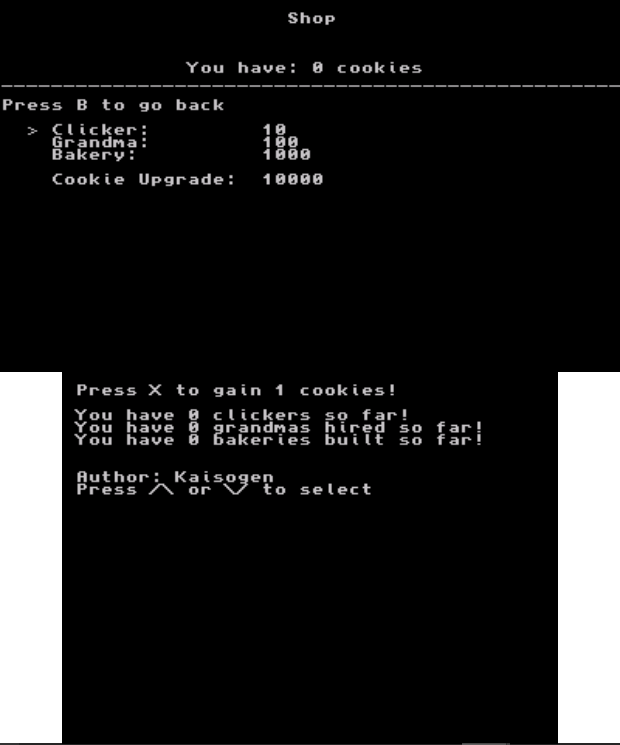 Shop
You have: 0 cookies
Press B to go back
> Clicker: 10
Grandma: 100
Bakery: 1000
Cookie Upgrade: 10000
Press X to gain 1 cookies!
You have 0 clickers so far!
You have 0 grandmas hired so far!
You have 0 bakeries built so far!
Author: Kaisogen
Press /\ or \/ to select